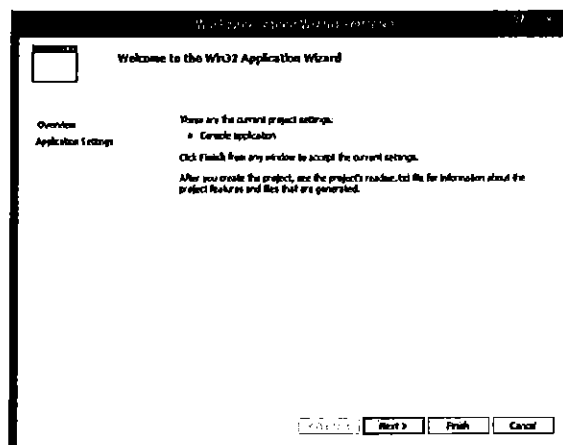 Welcome to the Win32 Application Wizard
Overview
Application Settings
These are the current project settings:
• Console application
Click Finish from any window to accept the current settings.
After you create the project, see the project's readme.txt file for information about the
project features and files that are generated.
Next >
Finish
Cancel